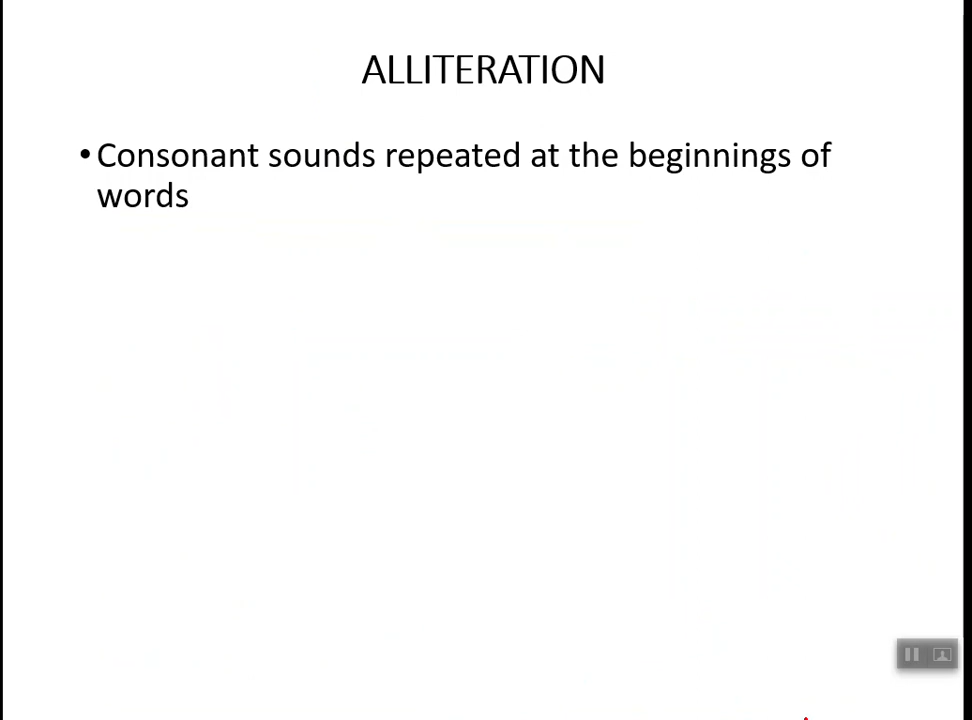 ALLITERATION
•Consonant sounds repeated at the beginnings of
words